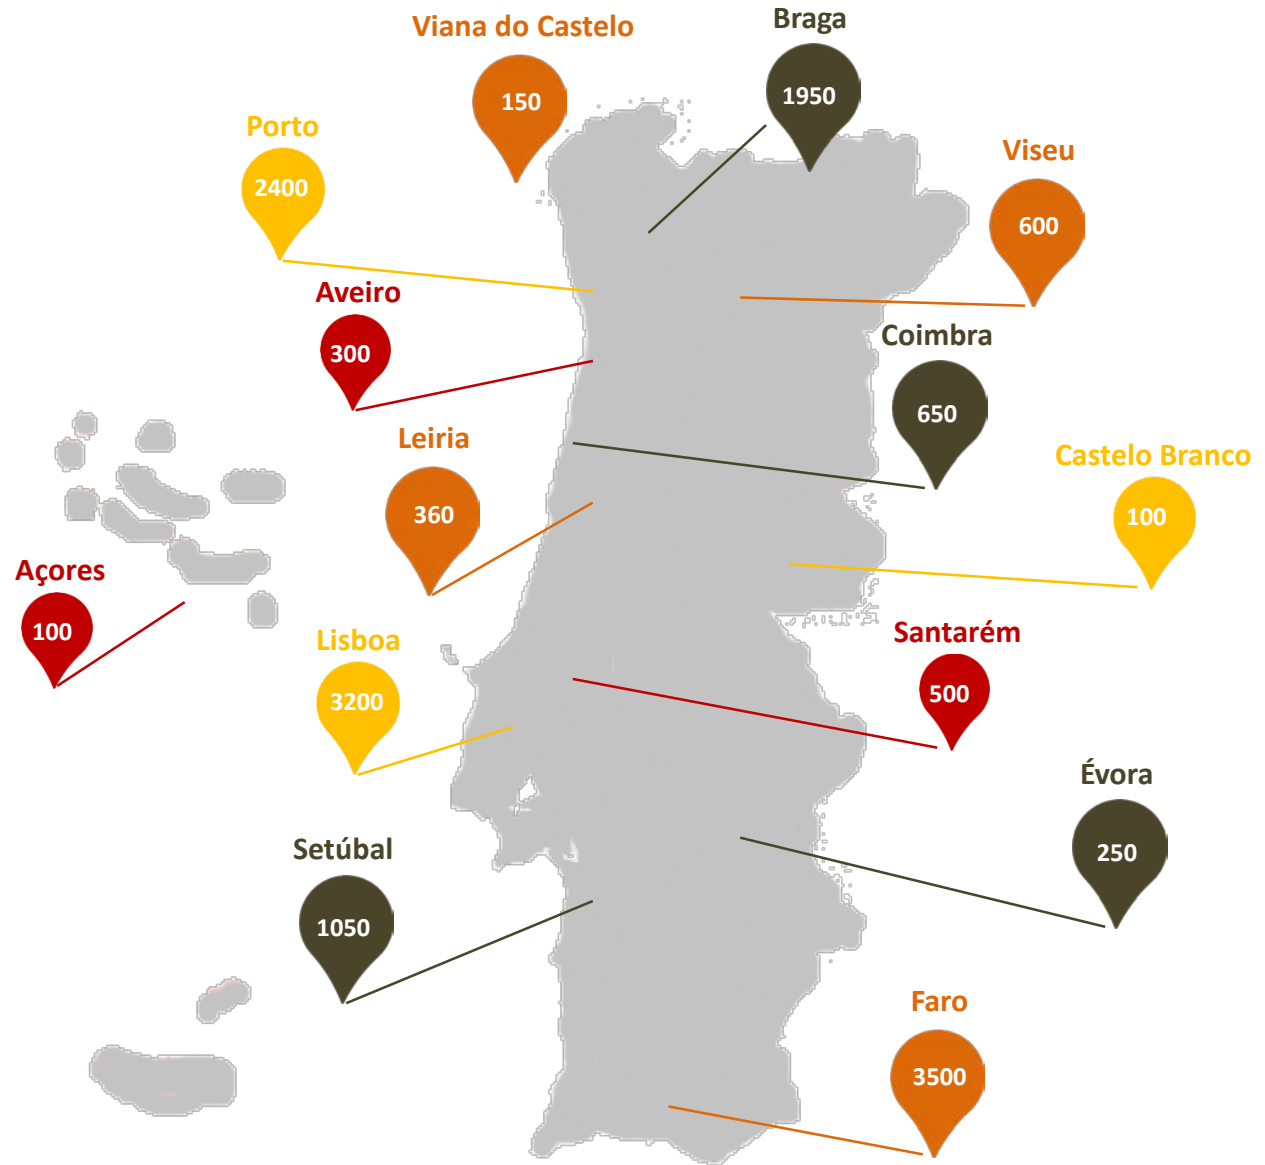 Braga
1950
Viana do Castelo
150
Porto
2400
Viseu
600
Aveiro
300
Coimbra
650
Leiria
360
Castelo Branco
100
Açores
100
Lisboa
3200
Santarém
500
Évora
250
Setúbal
1050
Faro
3500